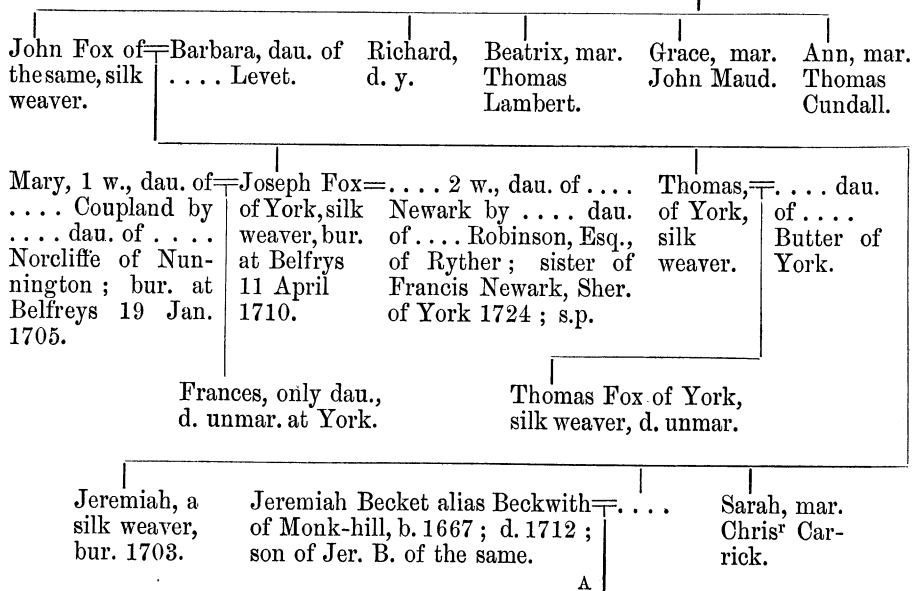 John Fox of
the same, silk
weaver.
Barbara, dau. of
. . . . Levet.
Richard,
d. y.
Beatrix, mar.
Thomas
Lambert.
Grace, mar.
John Maud.
Ann, mar.
Thomas
Cundall.
Mary, 1 w., dau. of
. . . . Coupland by
. . . . dau. of . . . .
Norcliffe of Nun-
nington ; bur. at
Belfreys 19 Jan.
1705.
Joseph Fox
of York, silk
weaver, bur.
at Belfrys
11 April
1710.
. . . . 2 w., dau. of . . . .
Newark by . . . . dau.
of . . . . Robinson, Esq.,
of Ryther ; sister of
Francis Newark, Sher.
of York 1724 ; s.p.
Thomas,
of York,
silk
weaver.
. . . . dau.
of . . . .
Butter of
York.
Frances, only dau.,
d. unmar. at York.
Thomas Fox of York,
silk weaver, d. unmar.
Jeremiah, a
silk weaver,
bur. 1703.
Jeremiah Becket alias Beckwith
of Monk-hill, b. 1667 ; d. 1712 ;
son of Jer. B. of the same.
. . . .
Sarah, mar.
Chrisʳ Car-
rick.
A